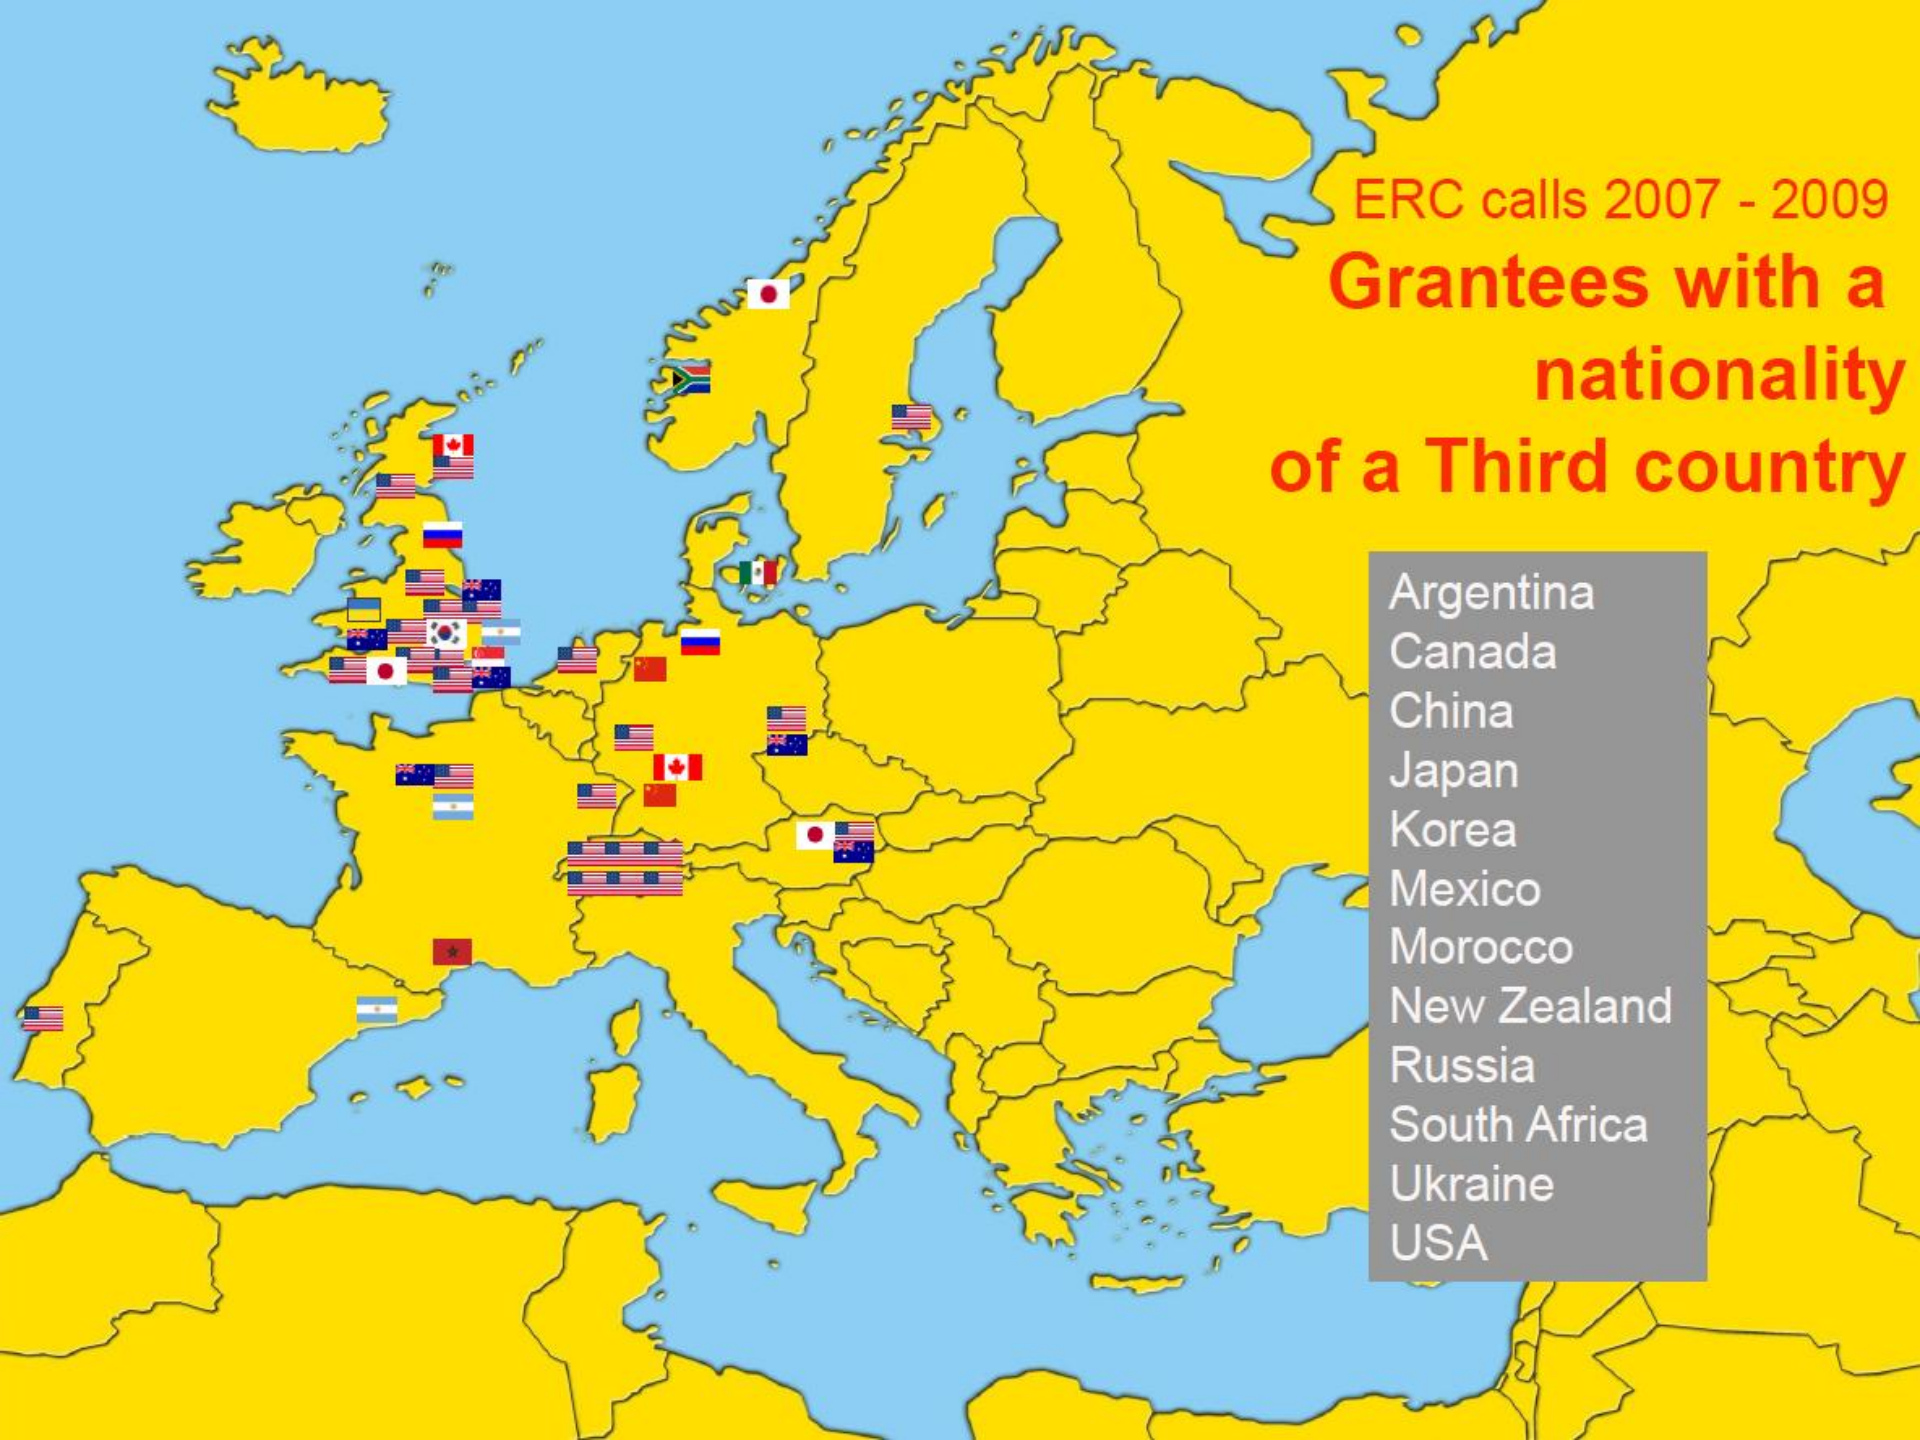 ERC calls 2007 - 2009
Grantees with a
nationality
of a Third country
Argentina
Canada
China
Japan
Korea
Mexico
Morocco
New Zealand
Russia
South Africa
Ukraine
USA